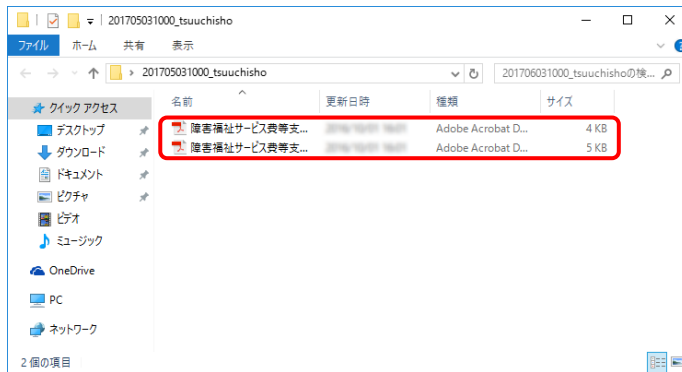 201705031000_tsuuchisho
ファイル ホーム 共有 表示
201705031000_tsuuchisho
201706031000_tsuuchishoの検...
名前 更新日時 種類 サイズ
障害福祉サービス費等支... Adobe Acrobat D... 4 KB
障害福祉サービス費等支... Adobe Acrobat D... 5 KB
クイック アクセス
デスクトップ
ダウンロード
ドキュメント
ピクチャ
ビデオ
ミュージック
OneDrive
PC
ネットワーク
2 個の項目